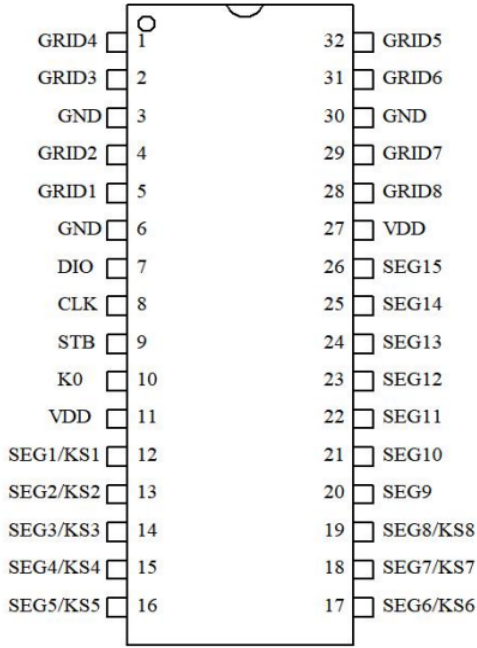 GRID4 1 32 GRID5
GRID3 2 31 GRID6
GND 3 30 GND
GRID2 4 29 GRID7
GRID1 5 28 GRID8
GND 6 27 VDD
DIO 7 26 SEG15
CLK 8 25 SEG14
STB 9 24 SEG13
K0 10 23 SEG12
VDD 11 22 SEG11
SEG1/KS1 12 21 SEG10
SEG2/KS2 13 20 SEG9
SEG3/KS3 14 19 SEG8/KS8
SEG4/KS4 15 18 SEG7/KS7
SEG5/KS5 16 17 SEG6/KS6